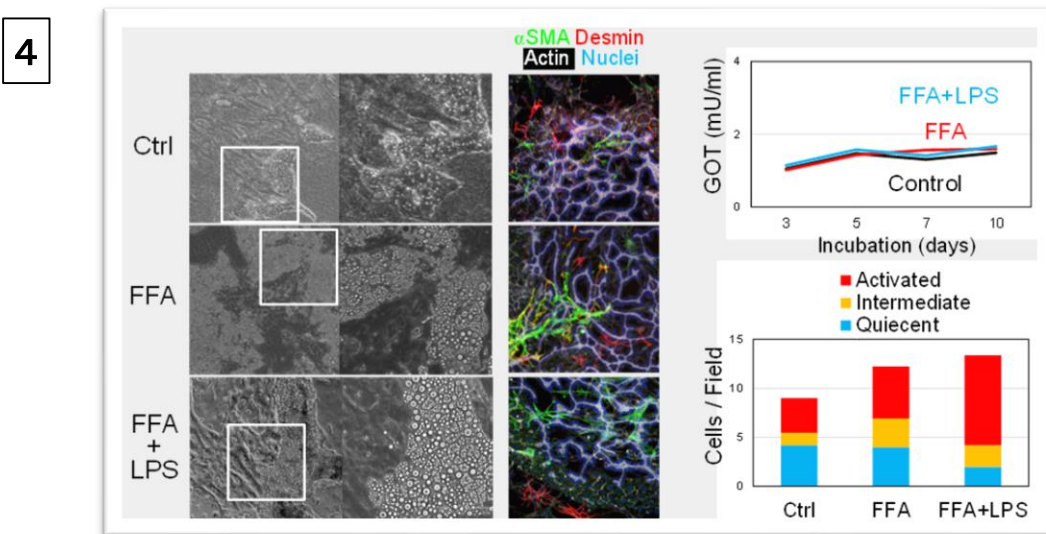 4
αSMA Desmin
Actin Nuclei
Ctrl
FFA
FFA
+
LPS
4
2
0
GOT (mU/ml)
FFA+LPS
FFA
Control
3 5 7 10
Incubation (days)
Activated
Intermediate
Quiecent
15
10
5
0
Cells / Field
Ctrl FFA FFA+LPS